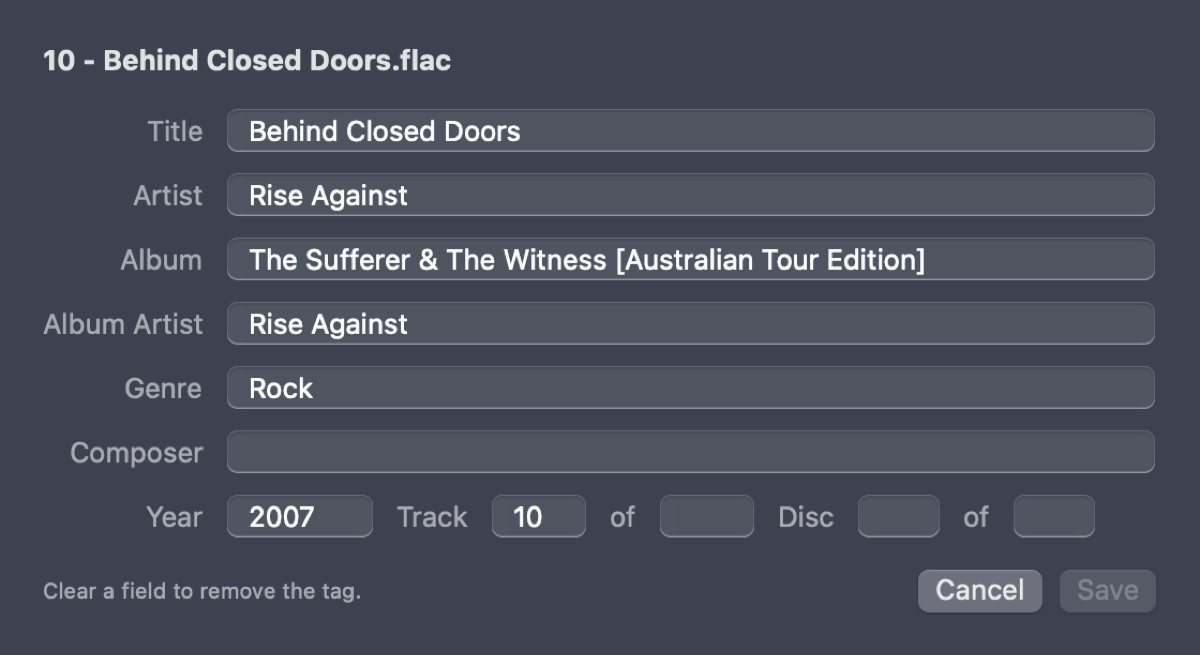 10 - Behind Closed Doors.flac
Title Behind Closed Doors
Artist Rise Against
Album The Sufferer & The Witness [Australian Tour Edition]
Album Artist Rise Against
Genre Rock
Composer
Year 2007 Track 10 of Disc of
Clear a field to remove the tag. Cancel Save